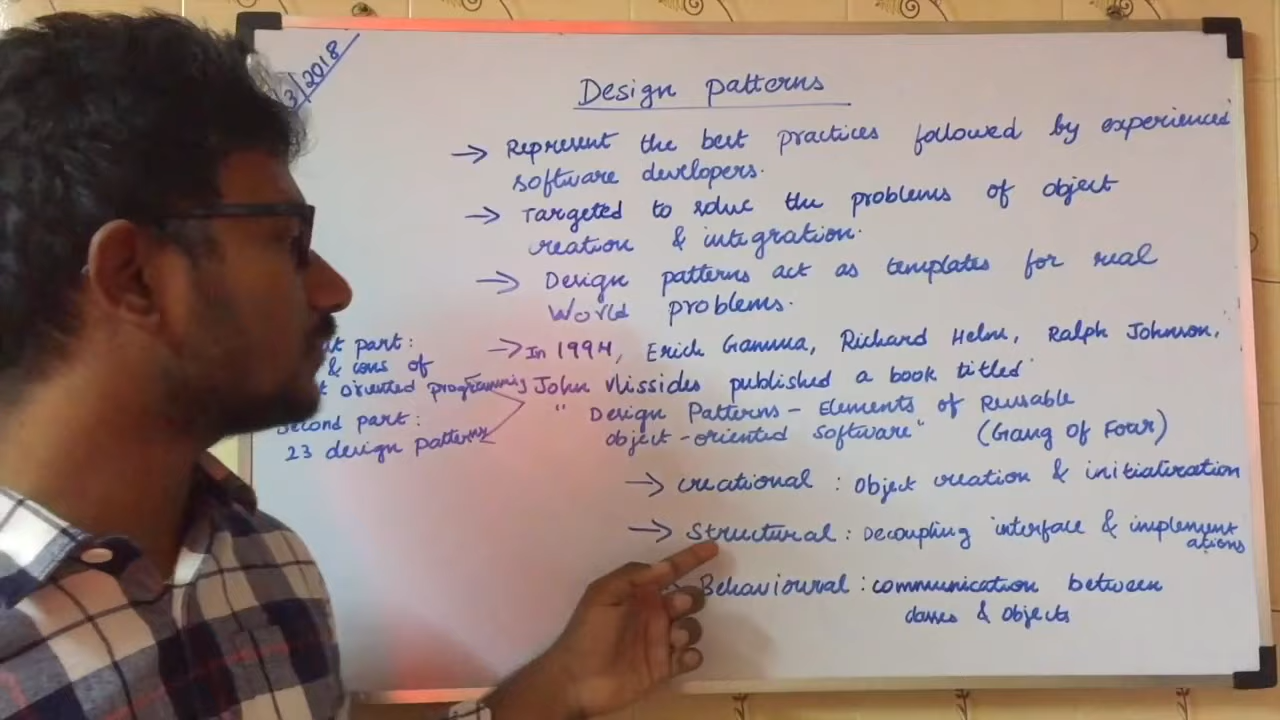 3/2018
Design patterns
→ Represent the best practices followed by experienced
software developers.
→ Targeted to solve the problems of object
creation & integration.
→ Design patterns act as templates for real
World problems.
→ In 1994, Erich Gamma, Richard Helm, Ralph Johnson,
John Vlissides published a book titled
" Design Patterns - Elements of Reusable
object-oriented software" (Gang of Four)
part:
& cons of
oriented programming
Second part:
23 design patterns
→ creational : object creation & initialization
→ Structural : Decoupling interface & implement
ations
Behavioural : communication between
classes & objects